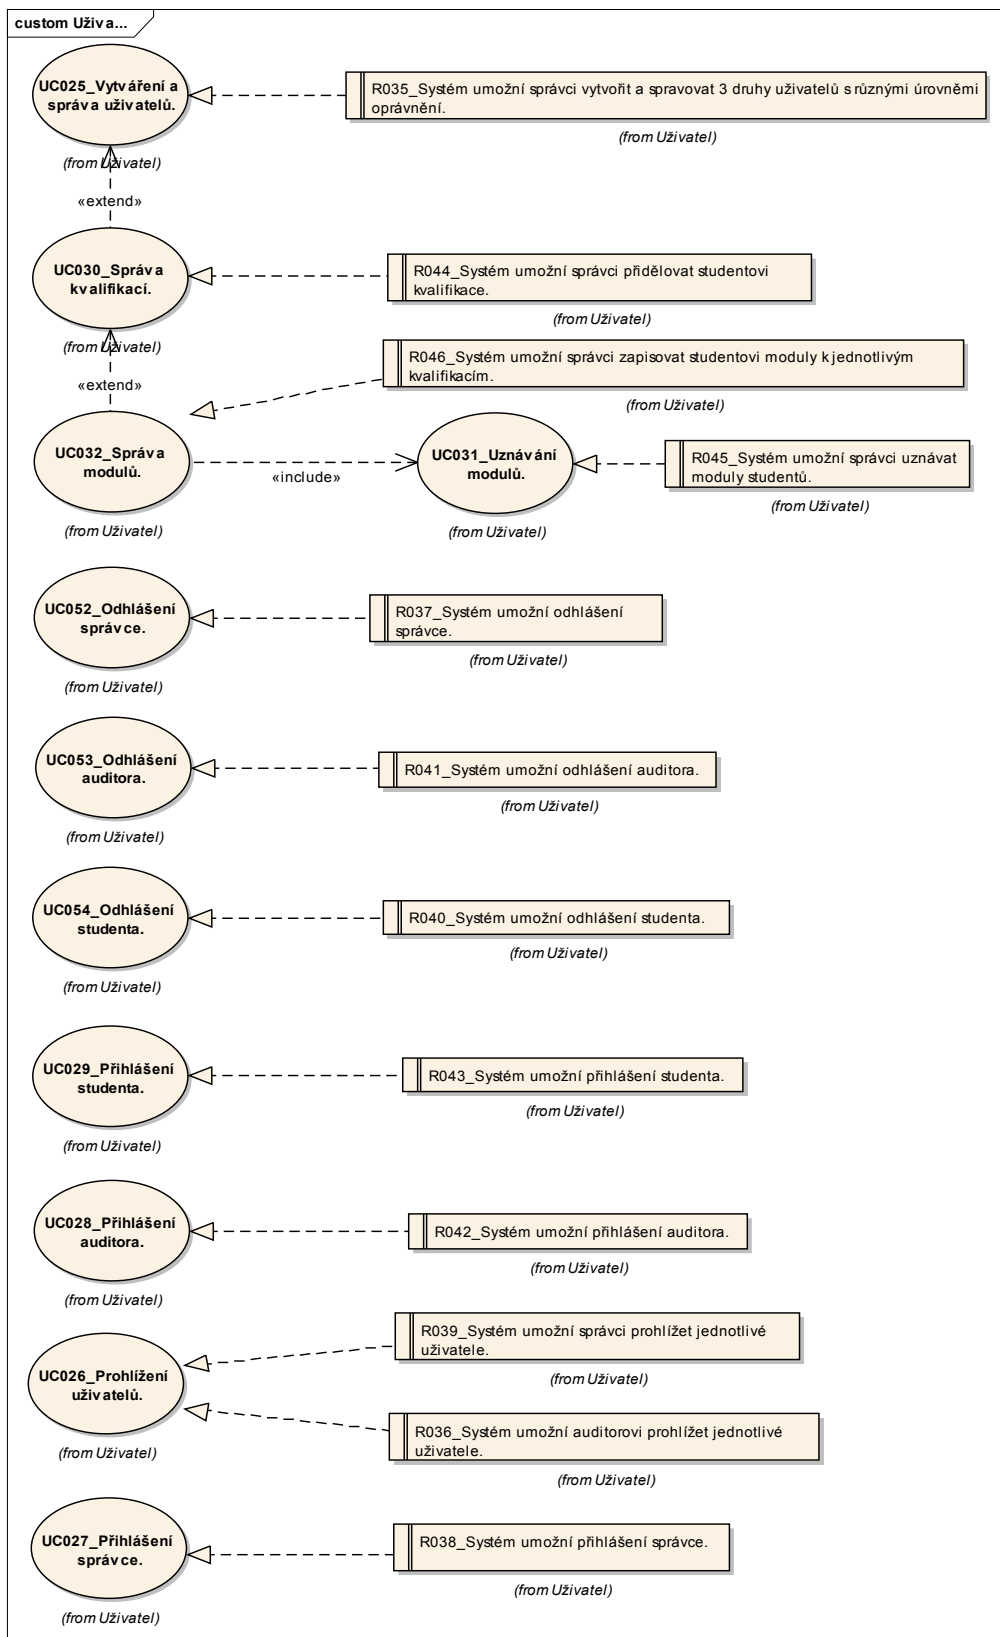 custom Uživa...
UC025_Vytváření a
správa uživatelů.
R035_Systém umožní správci vytvořit a spravovat 3 druhy uživatelů s různými úrovněmi
oprávnění.
(from Uživatel)
(from Uživatel)
«extend»
UC030_Správa
kvalifikací.
R044_Systém umožní správci přidělovat studentovi
kvalifikace.
(from Uživatel)
(from Uživatel)
R046_Systém umožní správci zapisovat studentovi moduly k jednotlivým
kvalifikacím.
«extend»
(from Uživatel)
UC032_Správa
modulů.
«include»
UC031_Uznávání
modulů.
R045_Systém umožní správci uznávat
moduly studentů.
(from Uživatel)
(from Uživatel)
(from Uživatel)
UC052_Odhlášení
správce.
R037_Systém umožní odhlášení
správce.
(from Uživatel)
(from Uživatel)
UC053_Odhlášení
auditora.
R041_Systém umožní odhlášení auditora.
(from Uživatel)
(from Uživatel)
UC054_Odhlášení
studenta.
R040_Systém umožní odhlášení studenta.
(from Uživatel)
(from Uživatel)
UC029_Přihlášení
studenta.
R043_Systém umožní přihlášení studenta.
(from Uživatel)
(from Uživatel)
UC028_Přihlášení
auditora.
R042_Systém umožní přihlášení auditora.
(from Uživatel)
(from Uživatel)
R039_Systém umožní správci prohlížet jednotlivé
uživatele.
(from Uživatel)
UC026_Prohlížení
uživatelů.
R036_Systém umožní auditorovi prohlížet jednotlivé
uživatele.
(from Uživatel)
(from Uživatel)
UC027_Přihlášení
správce.
R038_Systém umožní přihlášení správce.
(from Uživatel)
(from Uživatel)